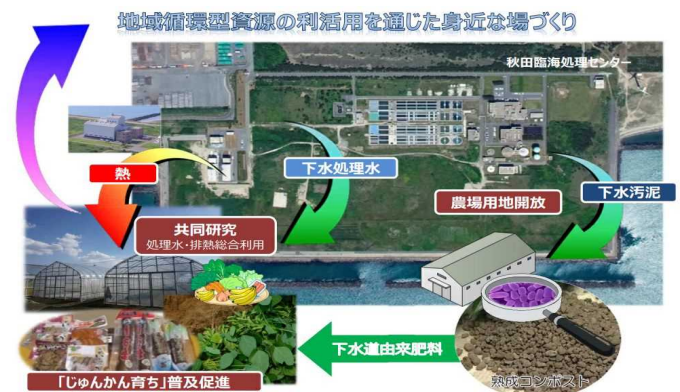 地域循環型資源の利活用を通じた身近な場づくり
秋田臨海処理センター
熱
下水処理水
下水汚泥
農場用地開放
共同研究
処理水・排熱総合利用
下水道由来肥料
熟成コンポスト
「じゅんかん育ち」普及促進